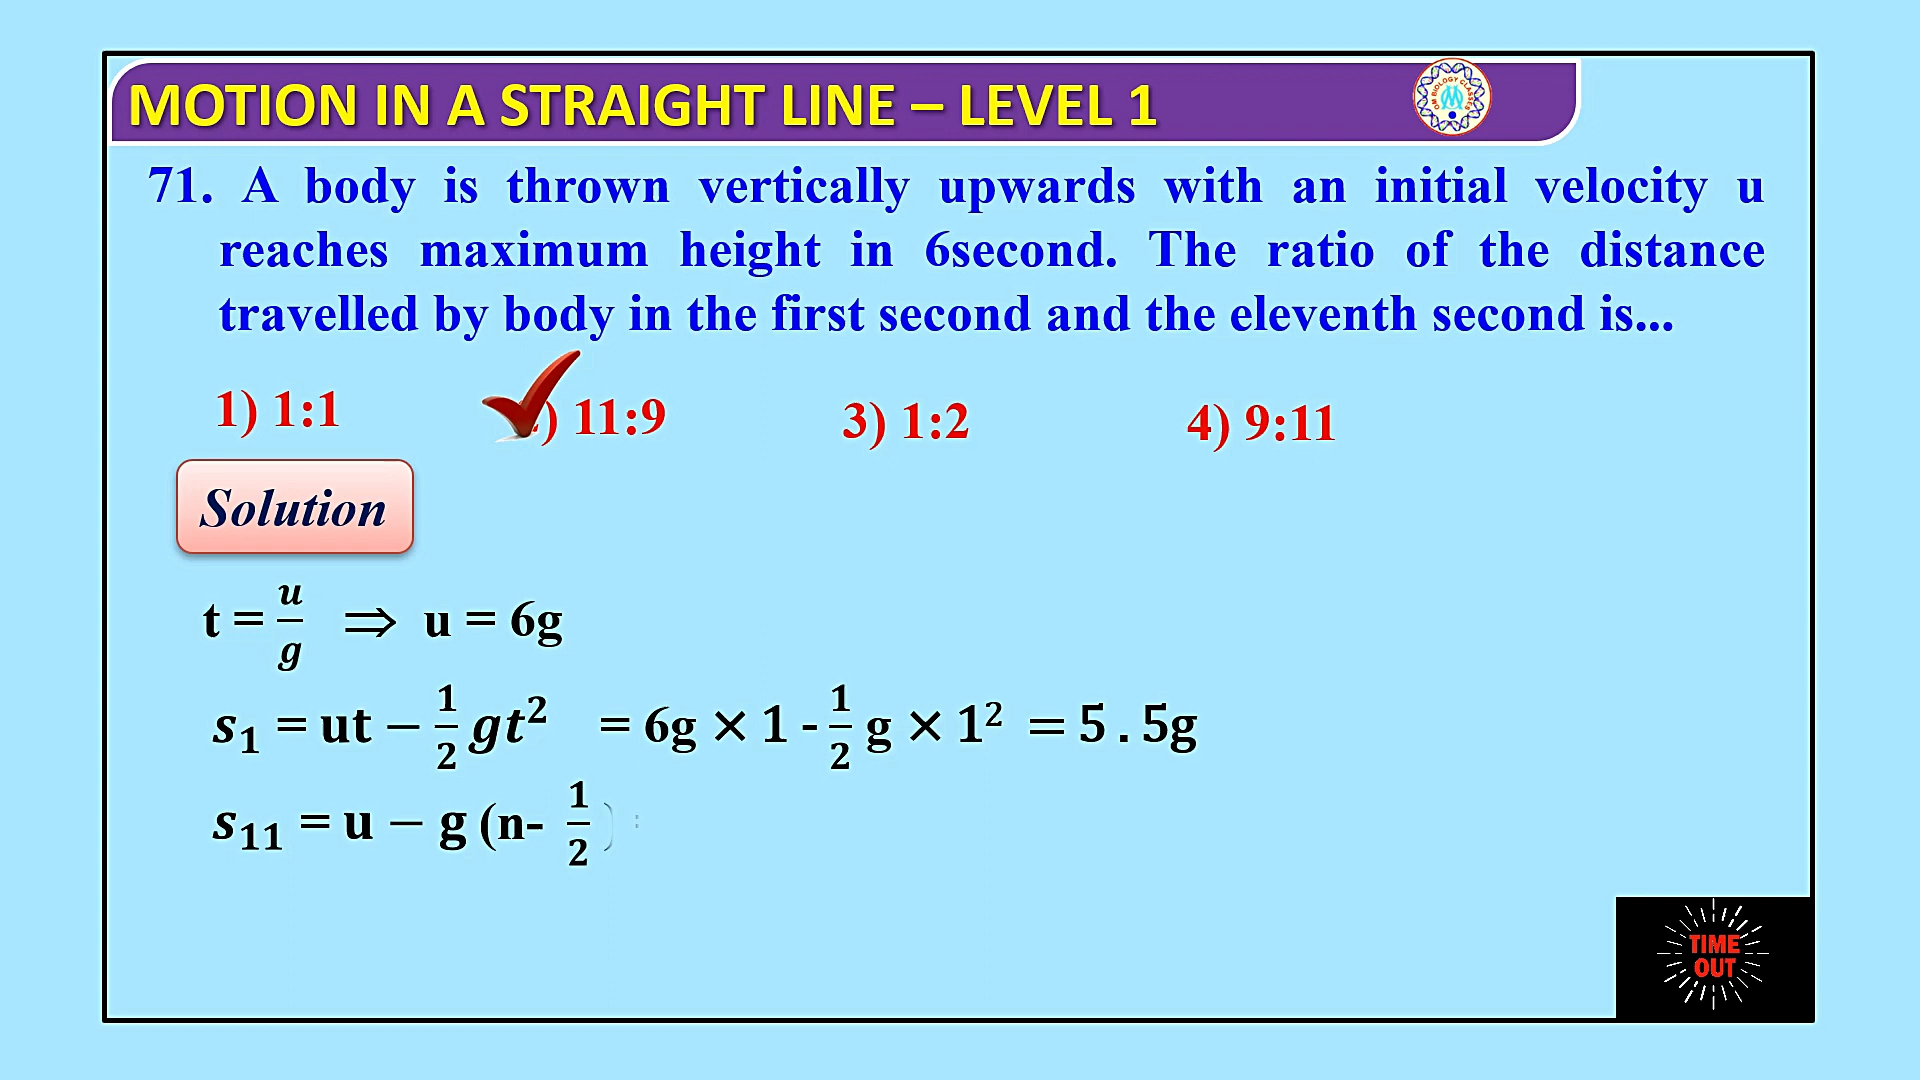 MOTION IN A STRAIGHT LINE – LEVEL 1
OM BIOLOGY CLASSES
71. A body is thrown vertically upwards with an initial velocity u
reaches maximum height in 6second. The ratio of the distance
travelled by body in the first second and the eleventh second is...
1) 1:1 ) 11:9 3) 1:2 4) 9:11
Solution
t = u/g ⇒ u = 6g
s₁ = ut − 1/2 gt² = 6g × 1 - 1/2 g × 1² = 5.5g
s₁₁ = u − g (n- 1/2 )
TIME
OUT